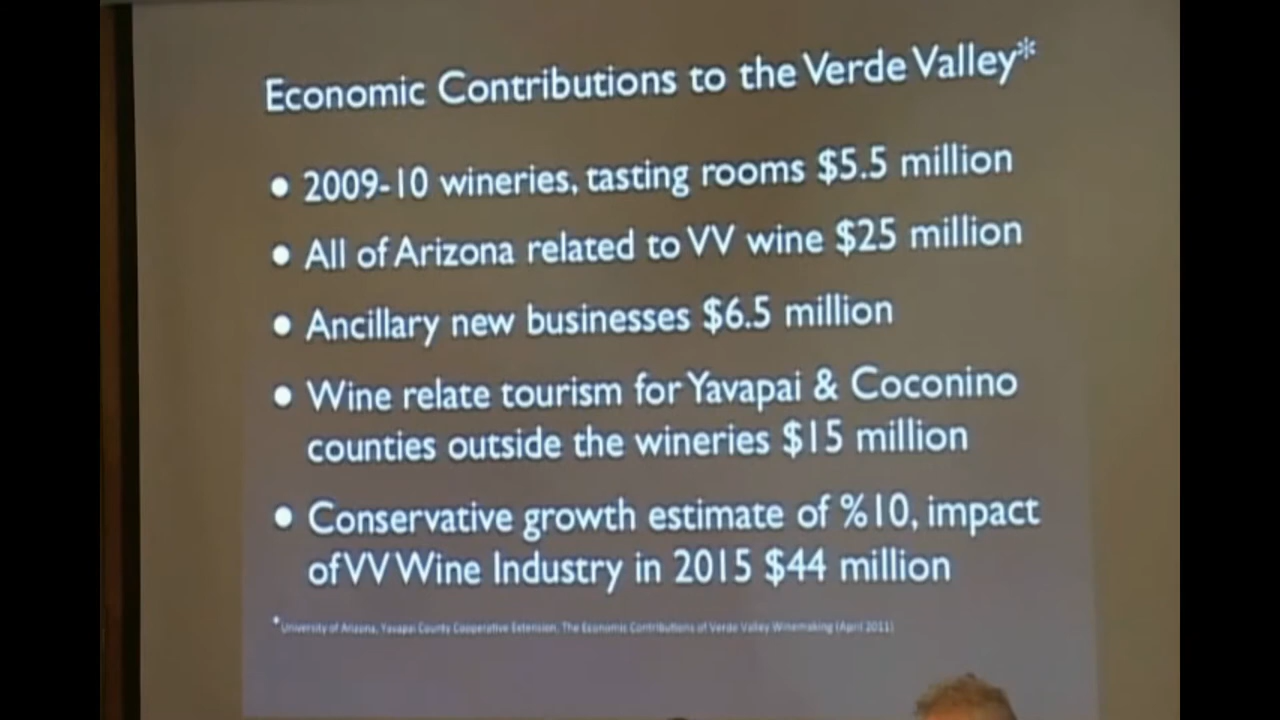 Economic Contributions to the Verde Valley*
• 2009-10 wineries, tasting rooms $5.5 million
• All of Arizona related to VV wine $25 million
• Ancillary new businesses $6.5 million
• Wine relate tourism for Yavapai & Coconino
counties outside the wineries $15 million
• Conservative growth estimate of %10, impact
of VV Wine Industry in 2015 $44 million
*University of Arizona, Yavapai County Cooperative Extension, The Economic Contributions of Verde Valley Winemaking (April 2011)